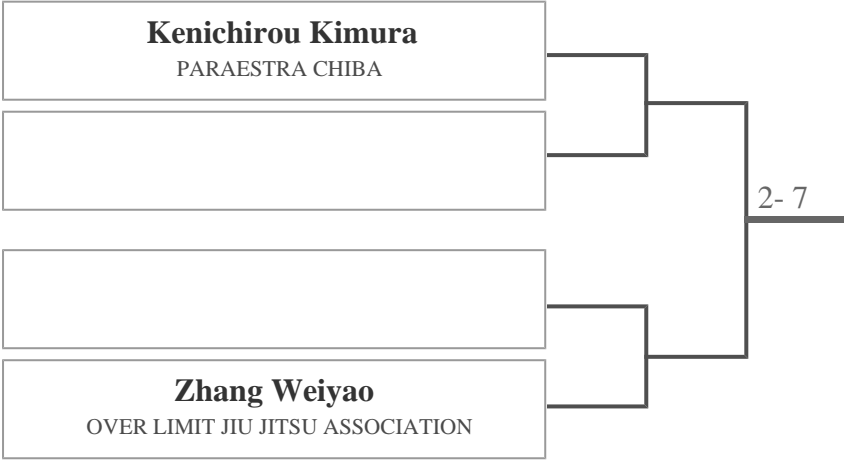 Kenichirou Kimura
PARAESTRA CHIBA
2- 7
Zhang Weiyao
OVER LIMIT JIU JITSU ASSOCIATION